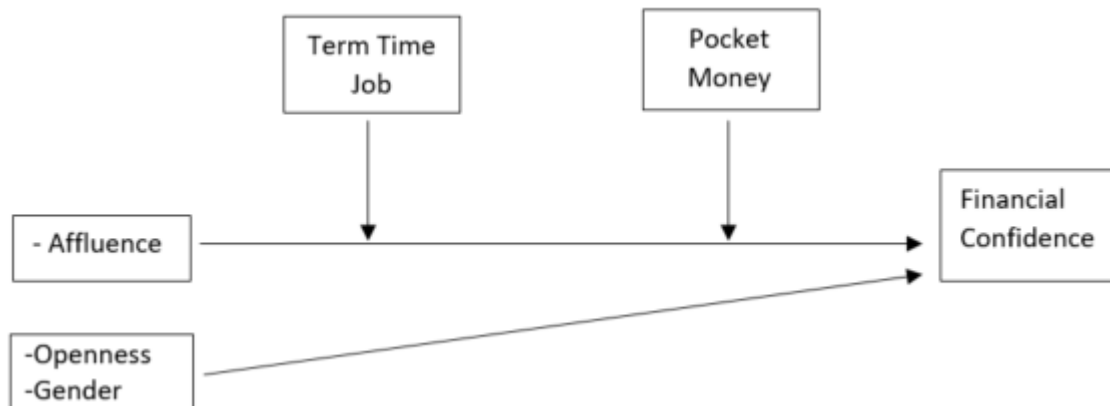 Term Time
Job
Pocket
Money
- Affluence
Financial
Confidence
-Openness
-Gender